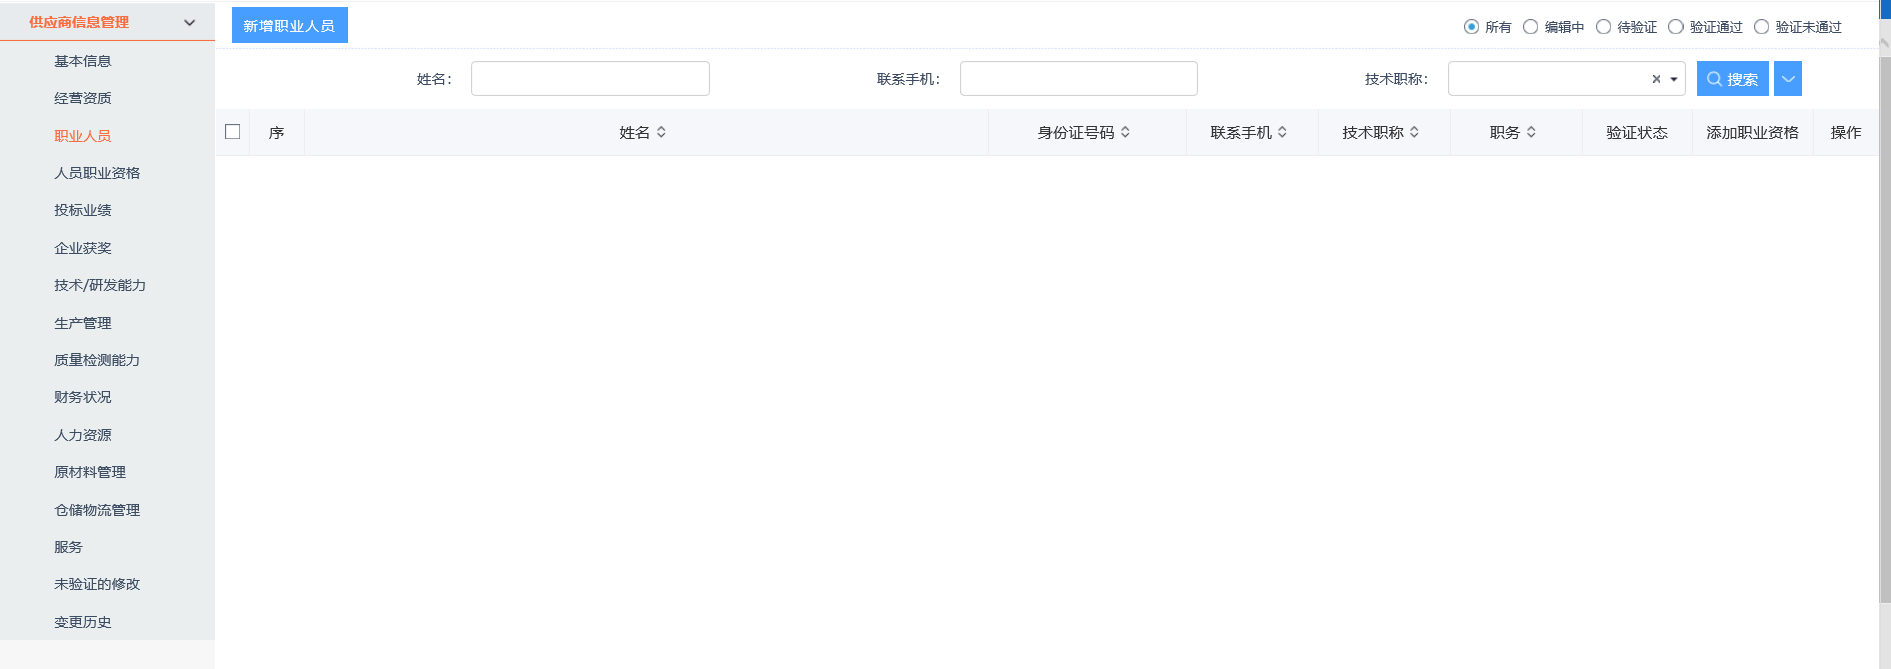 供应商信息管理
基本信息
经营资质
职业人员
人员职业资格
投标业绩
企业获奖
技术/研发能力
生产管理
质量检测能力
财务状况
人力资源
原材料管理
仓储物流管理
服务
未验证的修改
变更历史
新增职业人员
所有 编辑中 待验证 验证通过 验证未通过
姓名: 联系手机: 技术职称: 搜索
序 姓名 身份证号码 联系手机 技术职称 职务 验证状态 添加职业资格 操作